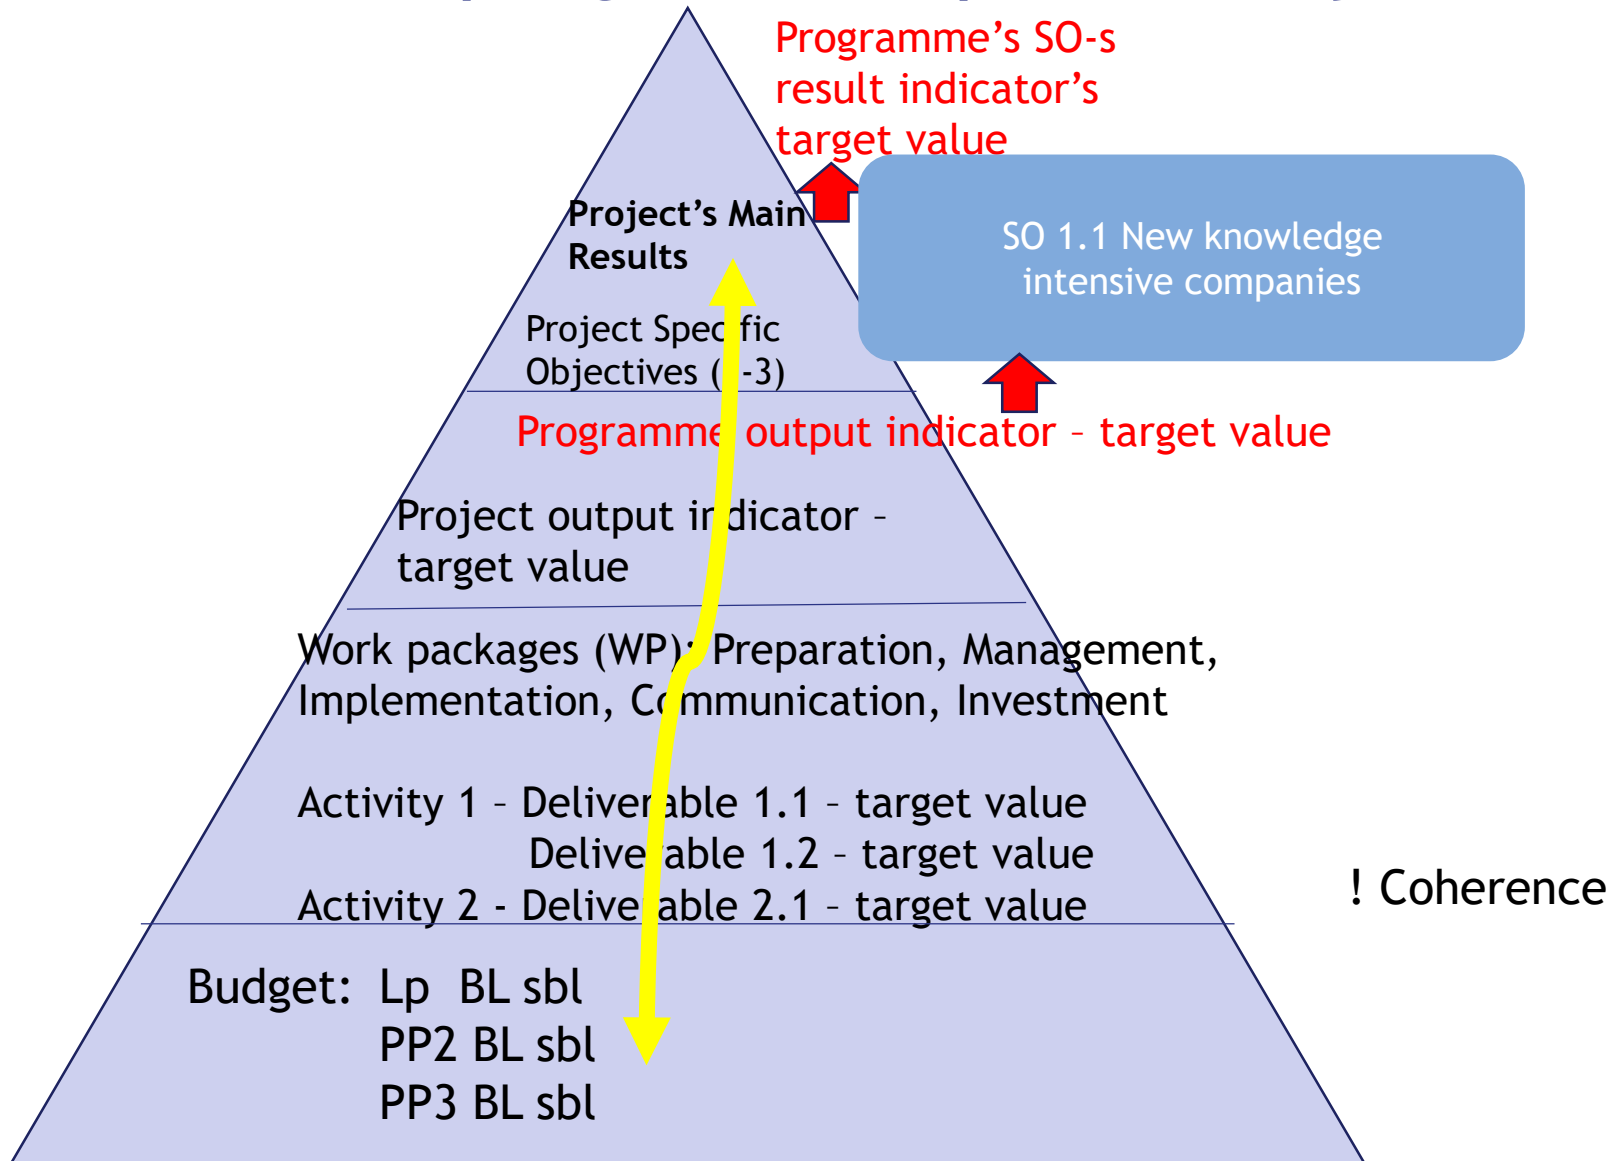 Programme’s SO-s
result indicator’s
target value
Project’s Main
Results
SO 1.1 New knowledge
intensive companies
Project Specific
Objectives ( -3)
Programme output indicator – target value
Project output indicator –
target value
Work packages (WP): Preparation, Management,
Implementation, Communication, Investment
Activity 1 – Deliverable 1.1 – target value
Deliverable 1.2 – target value
Activity 2 - Deliverable 2.1 – target value
! Coherence
Budget: Lp BL sbl
PP2 BL sbl
PP3 BL sbl